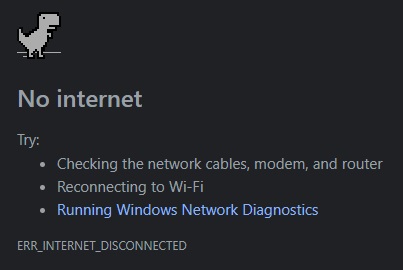 No internet
Try:
• Checking the network cables, modem, and router
• Reconnecting to Wi-Fi
• Running Windows Network Diagnostics
ERR_INTERNET_DISCONNECTED